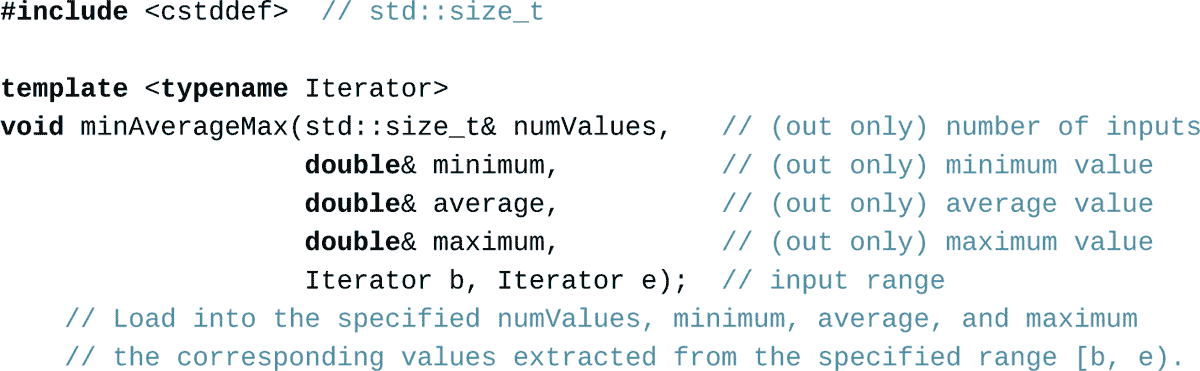 #include <cstddef>  // std::size_t

template <typename Iterator>
void minAverageMax(std::size_t& numValues,   // (out only) number of inputs
                   double& minimum,          // (out only) minimum value
                   double& average,          // (out only) average value
                   double& maximum,          // (out only) maximum value
                   Iterator b, Iterator e);  // input range
    // Load into the specified numValues, minimum, average, and maximum
    // the corresponding values extracted from the specified range [b, e).